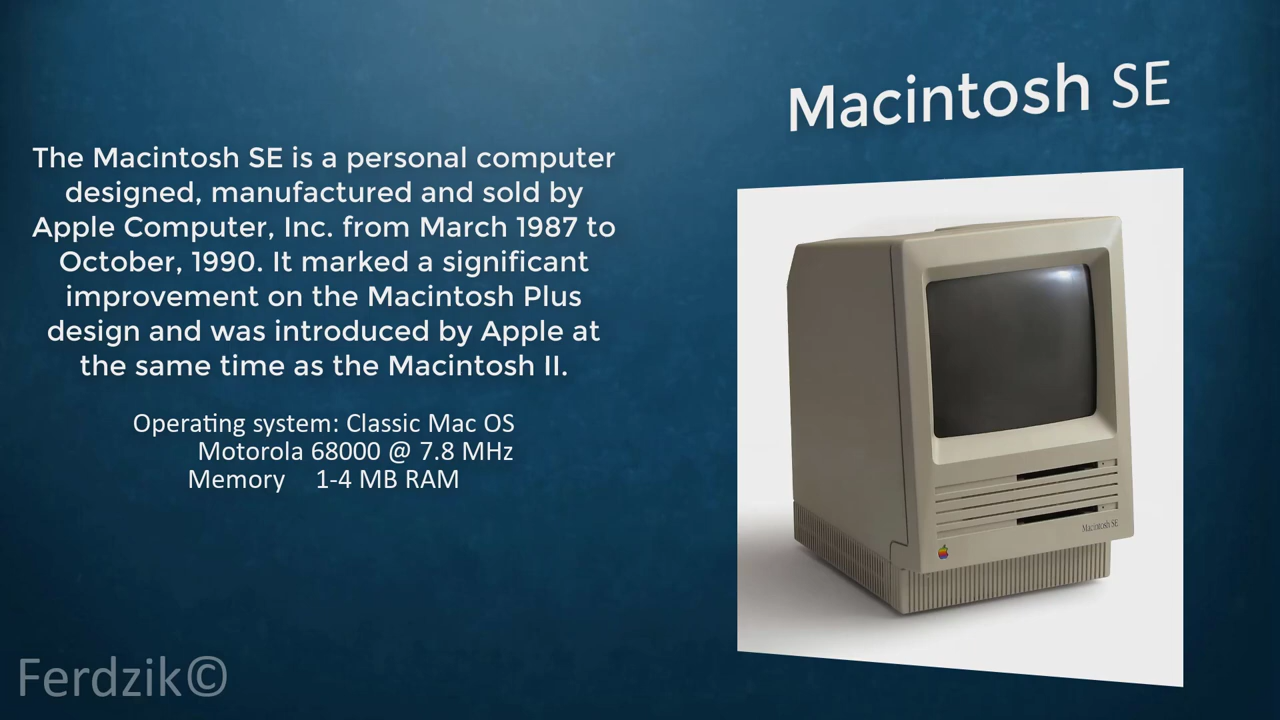 Macintosh SE
The Macintosh SE is a personal computer
designed, manufactured and sold by
Apple Computer, Inc. from March 1987 to
October, 1990. It marked a significant
improvement on the Macintosh Plus
design and was introduced by Apple at
the same time as the Macintosh II.
Operating system: Classic Mac OS
Motorola 68000 @ 7.8 MHz
Memory 1-4 MB RAM
Macintosh SE
Ferdzik©